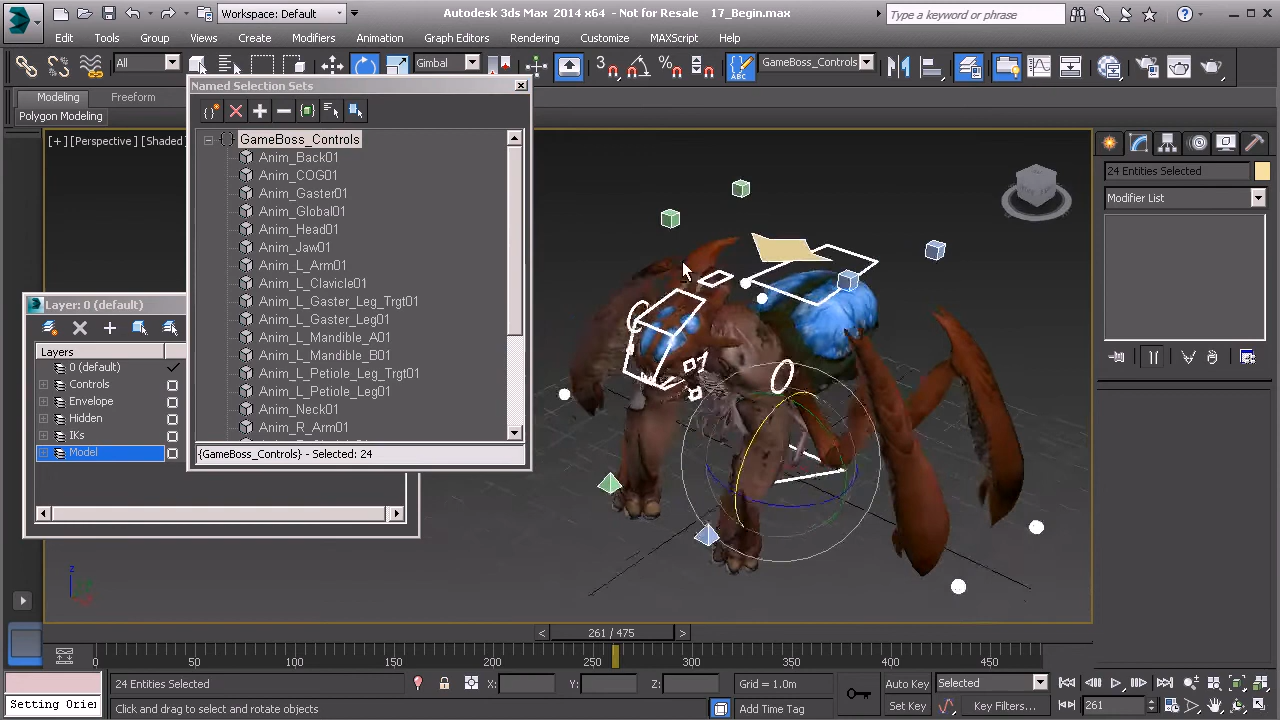 Workspace: Default
Autodesk 3ds Max 2014 x64 - Not for Resale 17_Begin.max
Type a keyword or phrase
Edit Tools Group Views Create Modifiers Animation Graph Editors Rendering Customize MAXScript Help
All
Gimbal
3
ABC
GameBoss_Controls
Modeling
Freeform
Polygon Modeling
Named Selection Sets
[+] [Perspective] [Shaded]
GameBoss_Controls
Anim_Back01
Anim_COG01
Anim_Gaster01
Anim_Global01
Anim_Head01
Anim_Jaw01
Anim_L_Arm01
Anim_L_Clavicle01
Anim_L_Gaster_Leg_Trgt01
Anim_L_Gaster_Leg01
Anim_L_Mandible_A01
Anim_L_Mandible_B01
Anim_L_Petiole_Leg_Trgt01
Anim_L_Petiole_Leg01
Anim_Neck01
Anim_R_Arm01
{GameBoss_Controls} - Selected: 24
Layer: 0 (default)
Layers
0 (default)
Controls
Envelope
Hidden
IKs
Model
24 Entities Selected
Modifier List
z
< 261 / 475 >
0 50 100 150 200 250 300 350 400 450
24 Entities Selected
X:
Y:
Z:
Grid = 1.0m
Auto Key
Selected
Setting Orie
Click and drag to select and rotate objects
Add Time Tag
Set Key
Key Filters...
261